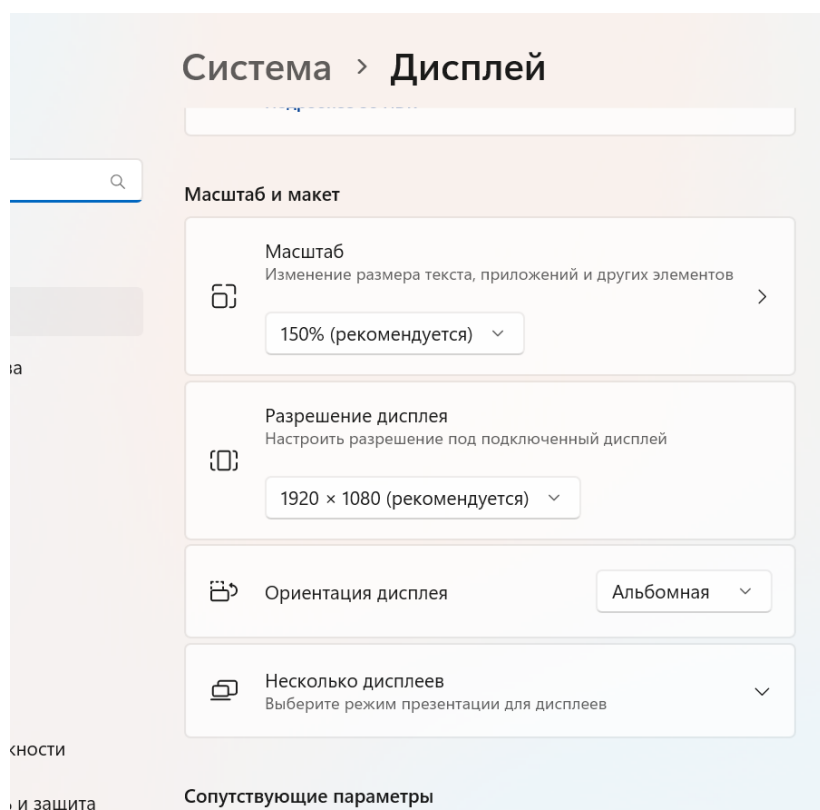 Система > Дисплей
Масштаб и макет
Масштаб
Изменение размера текста, приложений и других элементов
150% (рекомендуется)
Разрешение дисплея
Настроить разрешение под подключенный дисплей
1920 × 1080 (рекомендуется)
Ориентация дисплея
Альбомная
Несколько дисплеев
Выберите режим презентации для дисплеев
и защита
Сопутствующие параметры